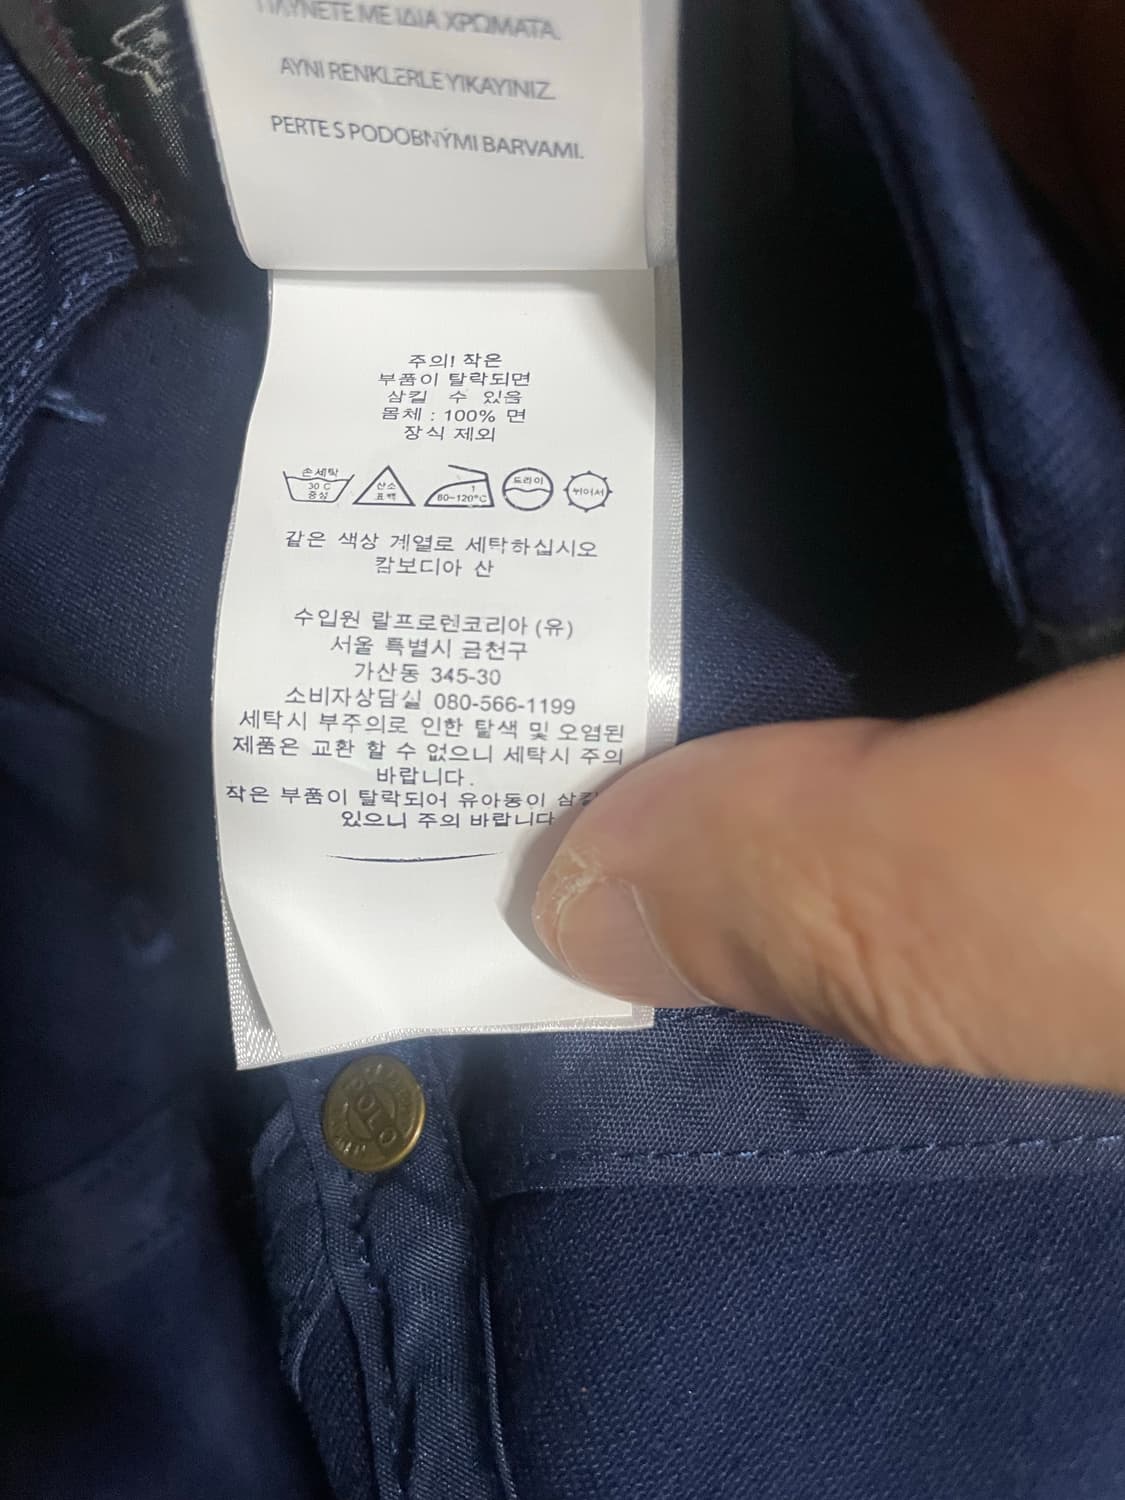 ΠΛΥΝΕΤΕ ΜΕ ΙΔΙΑ ΧΡΩΜΑΤΑ.
AYNI RENKLERLE YIKAYINIZ.
PERTE S PODOBNÝMI BARVAMI.
주의! 작은
부품이 탈락되면
삼킬 수 있음
몸체 : 100% 면
장식 제외
손세탁
30 C
중성
산소
표백
1
80~120°C
드라이
뉘어서
같은 색상 계열로 세탁하십시오
캄보디아 산
수입원 랄프로렌코리아 (유)
서울 특별시 금천구
가산동 345-30
소비자상담실 080-566-1199
세탁시 부주의로 인한 탈색 및 오염된
제품은 교환 할 수 없으니 세탁시 주의
바랍니다.
작은 부품이 탈락되어 유아동이 삼킬
있으니 주의 바랍니다
POLO